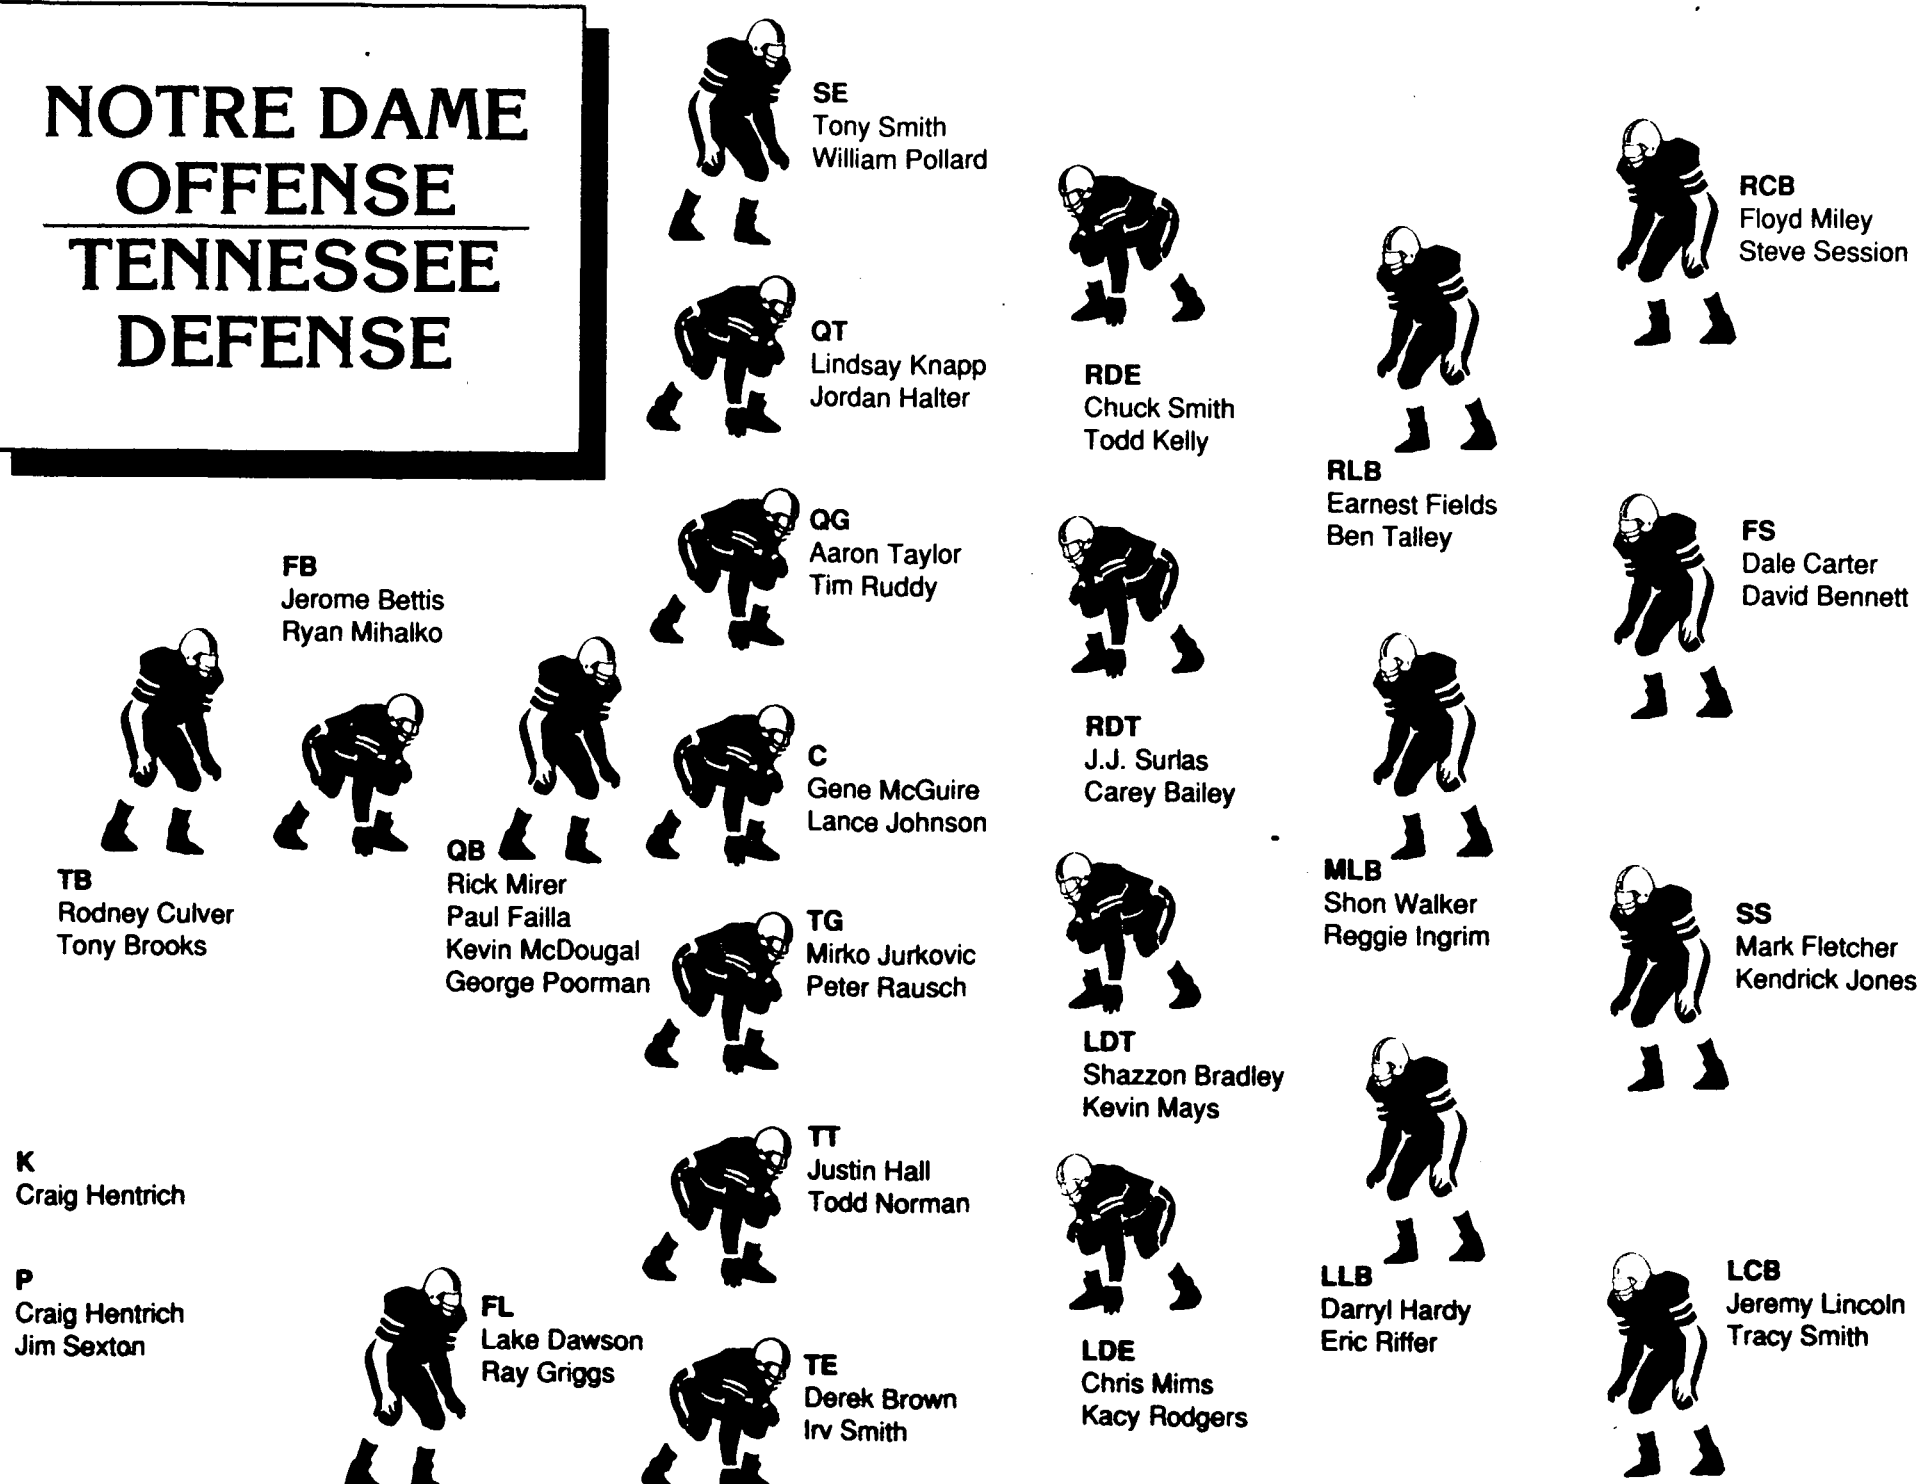 NOTRE DAME
OFFENSE
TENNESSEE
DEFENSE
SE
Tony Smith
William Pollard
QT
Lindsay Knapp
Jordan Halter
QG
Aaron Taylor
Tim Ruddy
FB
Jerome Bettis
Ryan Mihalko
C
Gene McGuire
Lance Johnson
TB
Rodney Culver
Tony Brooks
QB
Rick Mirer
Paul Failla
Kevin McDougal
George Poorman
TG
Mirko Jurkovic
Peter Rausch
TT
Justin Hall
Todd Norman
K
Craig Hentrich
P
Craig Hentrich
Jim Sexton
FL
Lake Dawson
Ray Griggs
TE
Derek Brown
Irv Smith
RDE
Chuck Smith
Todd Kelly
RDT
J.J. Surlas
Carey Bailey
LDT
Shazzon Bradley
Kevin Mays
LDE
Chris Mims
Kacy Rodgers
RLB
Earnest Fields
Ben Talley
MLB
Shon Walker
Reggie Ingrim
LLB
Darryl Hardy
Eric Riffer
RCB
Floyd Miley
Steve Session
FS
Dale Carter
David Bennett
SS
Mark Fletcher
Kendrick Jones
LCB
Jeremy Lincoln
Tracy Smith